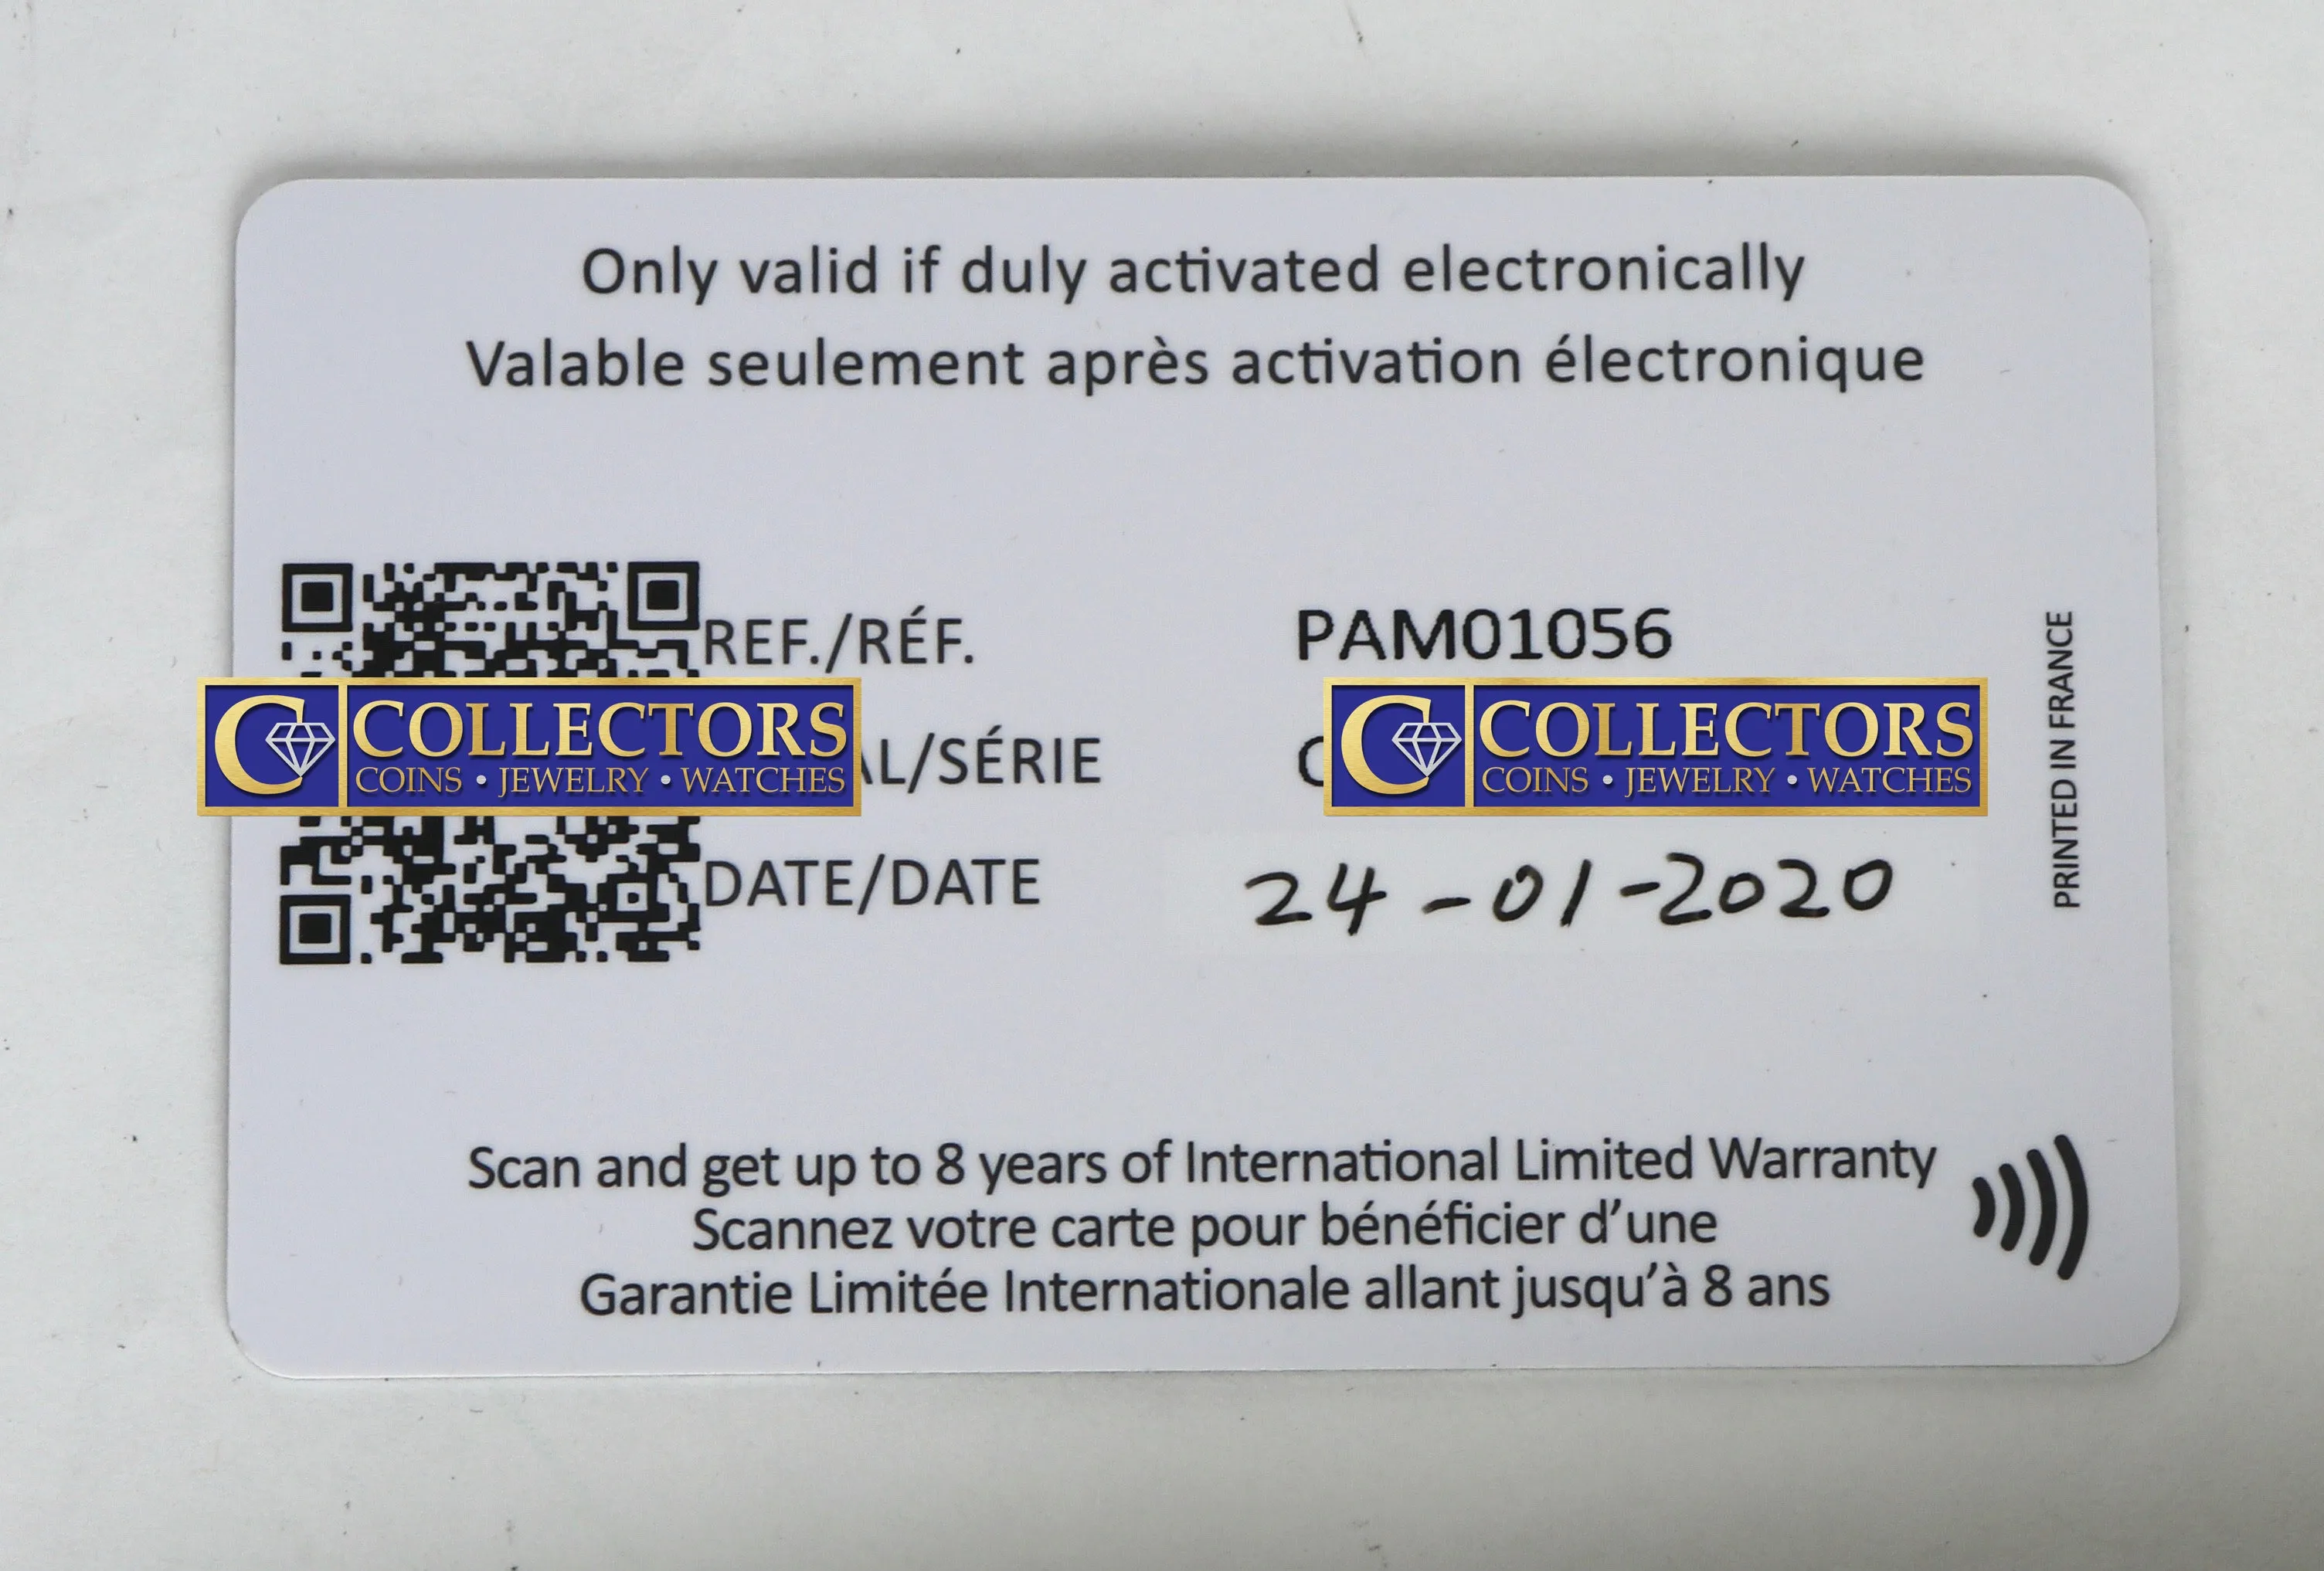 Only valid if duly activated electronically
Valable seulement après activation électronique
REF./RÉF. PAM01056
COLLECTORS
COINS • JEWELRY • WATCHES
L/SÉRIE
COLLECTORS
COINS • JEWELRY • WATCHES
DATE/DATE 24-01-2020
PRINTED IN FRANCE
Scan and get up to 8 years of International Limited Warranty
Scannez votre carte pour bénéficier d'une
Garantie Limitée Internationale allant jusqu'à 8 ans